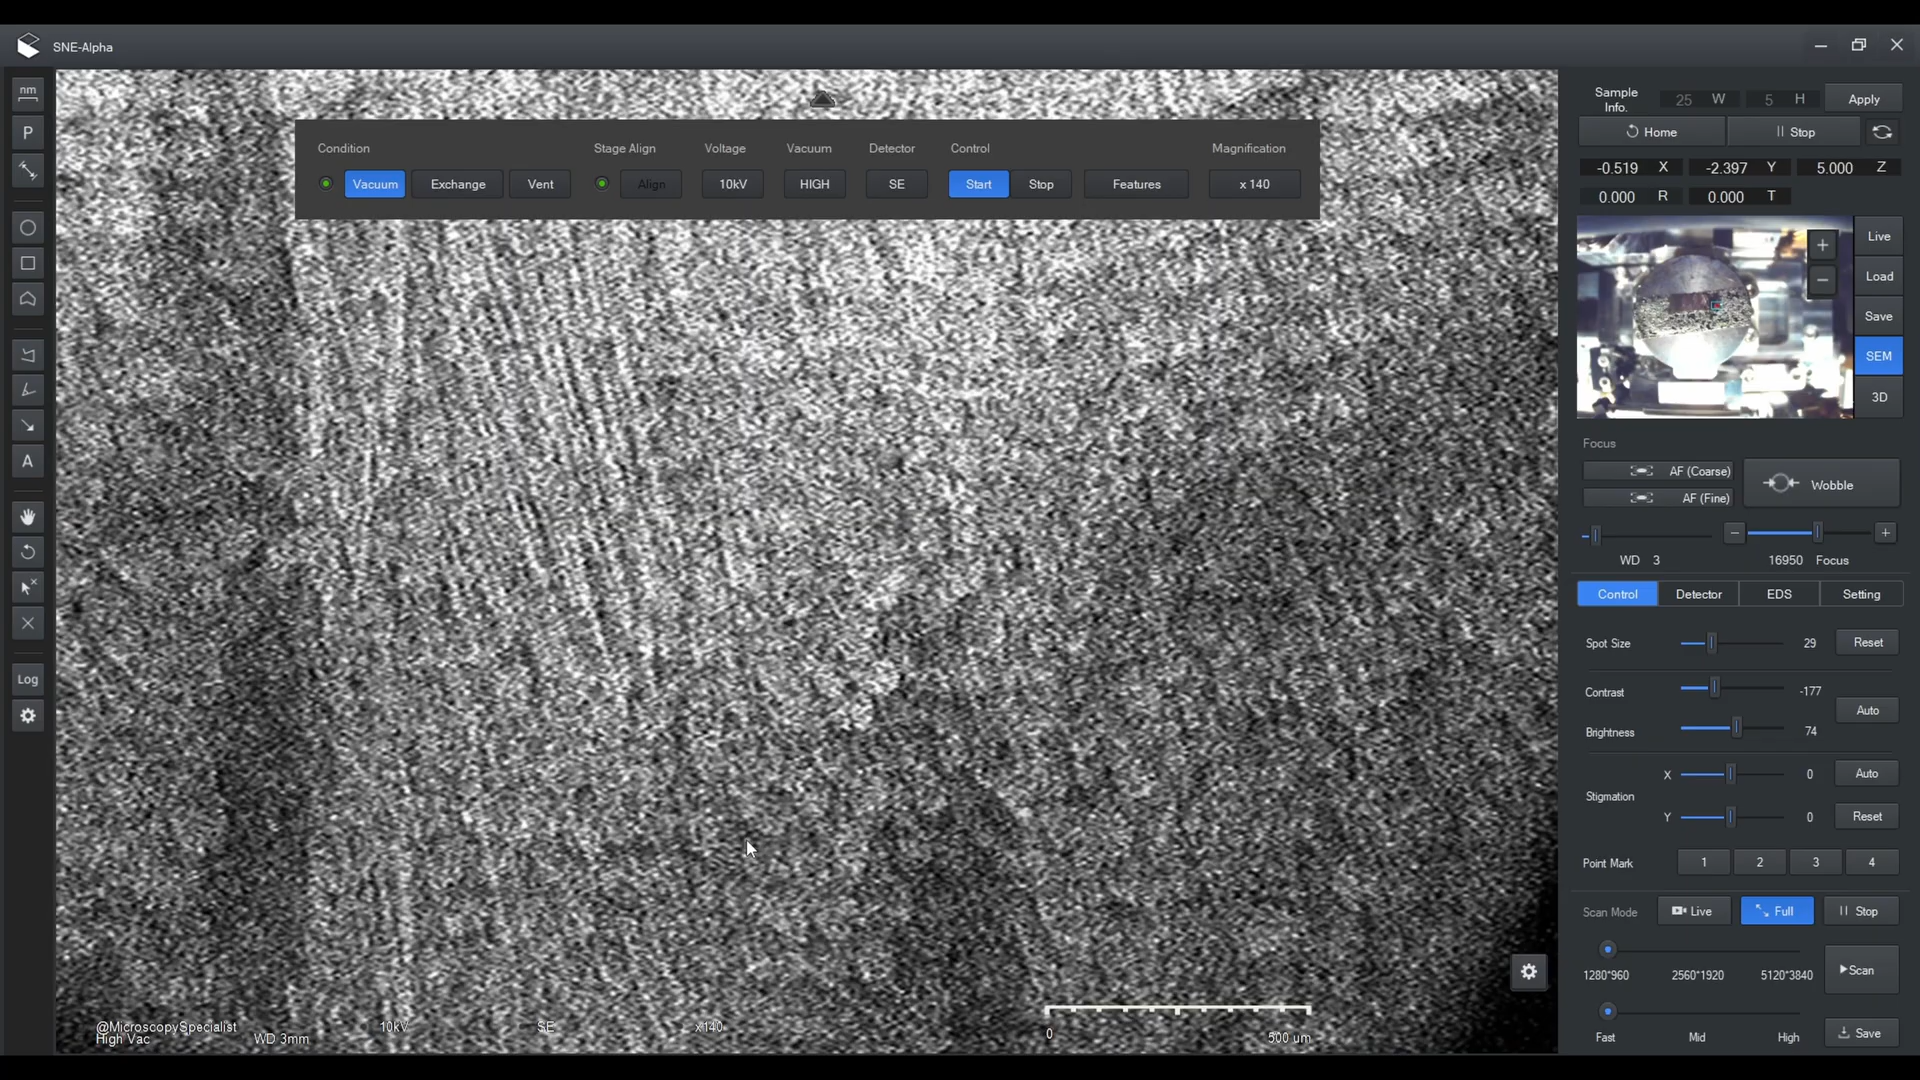 SNE-Alpha
nm
P
A
Log
Condition
Vacuum
Exchange
Vent
Stage Align
Align
Voltage
10kV
Vacuum
HIGH
Detector
SE
Control
Start
Stop
Features
Magnification
x 140
@MicroscopySpecialist
10kV
SE
x140
High Vac
WD 3mm
0
500 um
Sample Info.
25 W
5 H
Apply
Home
Stop
-0.519 X
-2.397 Y
5.000 Z
0.000 R
0.000 T
Live
Load
Save
SEM
3D
Focus
AF (Coarse)
AF (Fine)
Wobble
WD 3
16950 Focus
Control
Detector
EDS
Setting
Spot Size
29
Reset
Contrast
-177
Auto
Brightness
74
Stigmation
X
0
Auto
Y
0
Reset
Point Mark
1
2
3
4
Scan Mode
Live
Full
Stop
1280*960
2560*1920
5120*3840
Scan
Fast
Mid
High
Save